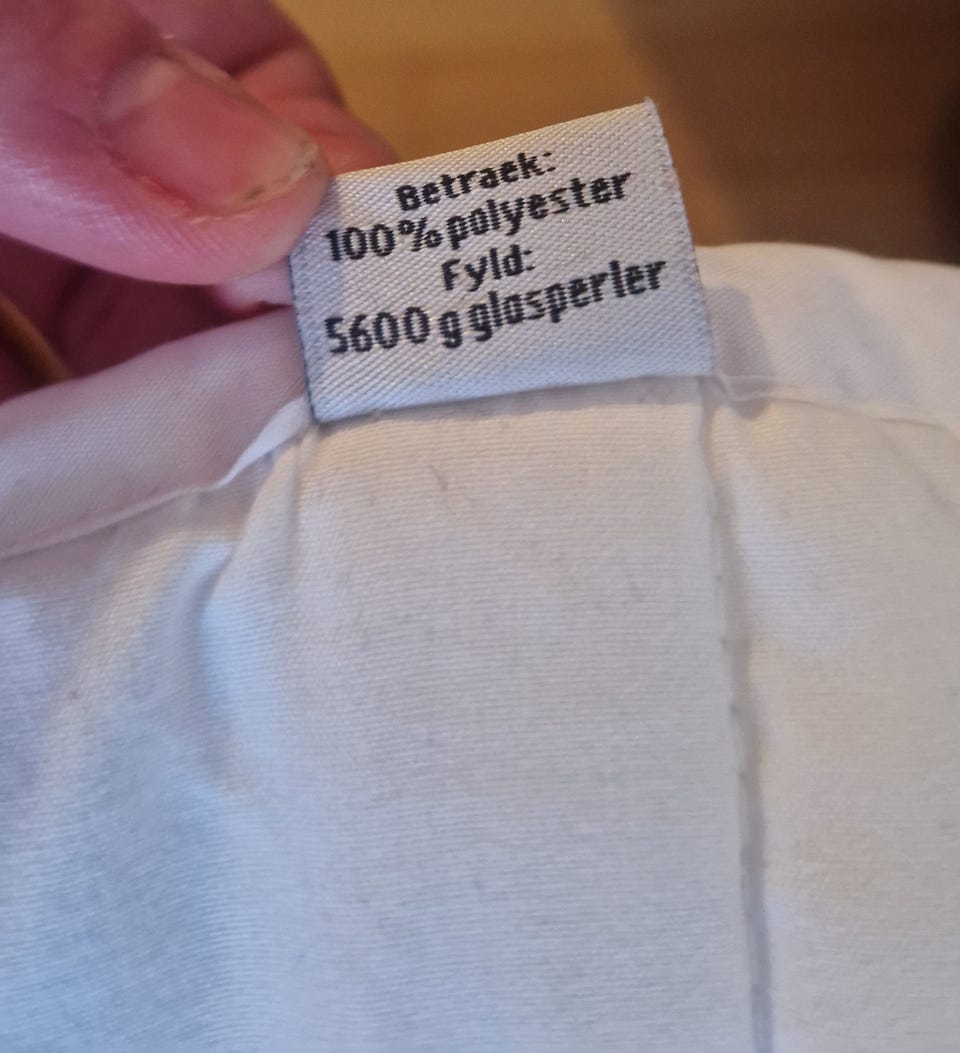 Betraek:
100% polyester
Fyld:
5600 g glasperler